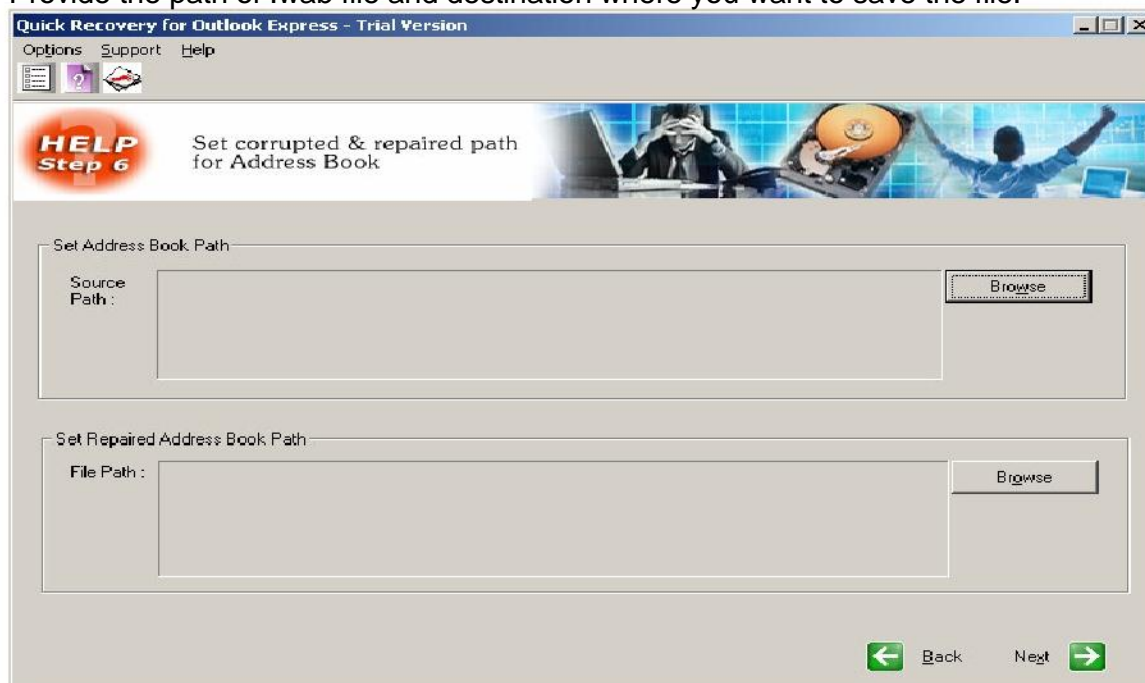 Provide the path of .wab file and destination where you want to save the file.
Quick Recovery for Outlook Express - Trial Version
Options Support Help
HELP
Step 6
Set corrupted & repaired path
for Address Book
Set Address Book Path
Source
Path :
Browse
Set Repaired Address Book Path
File Path :
Browse
Back Next